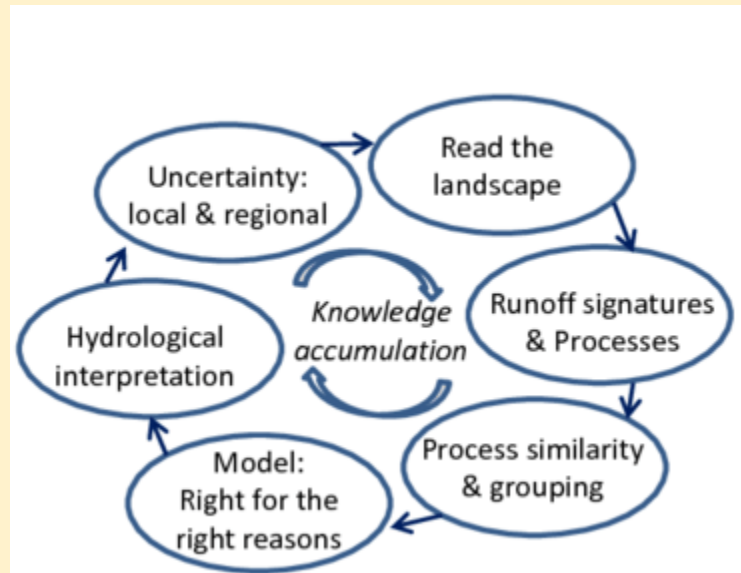 Read the
landscape
Runoff signatures
& Processes
Process similarity
& grouping
Model:
Right for the
right reasons
Hydrological
interpretation
Uncertainty:
local & regional
Knowledge
accumulation